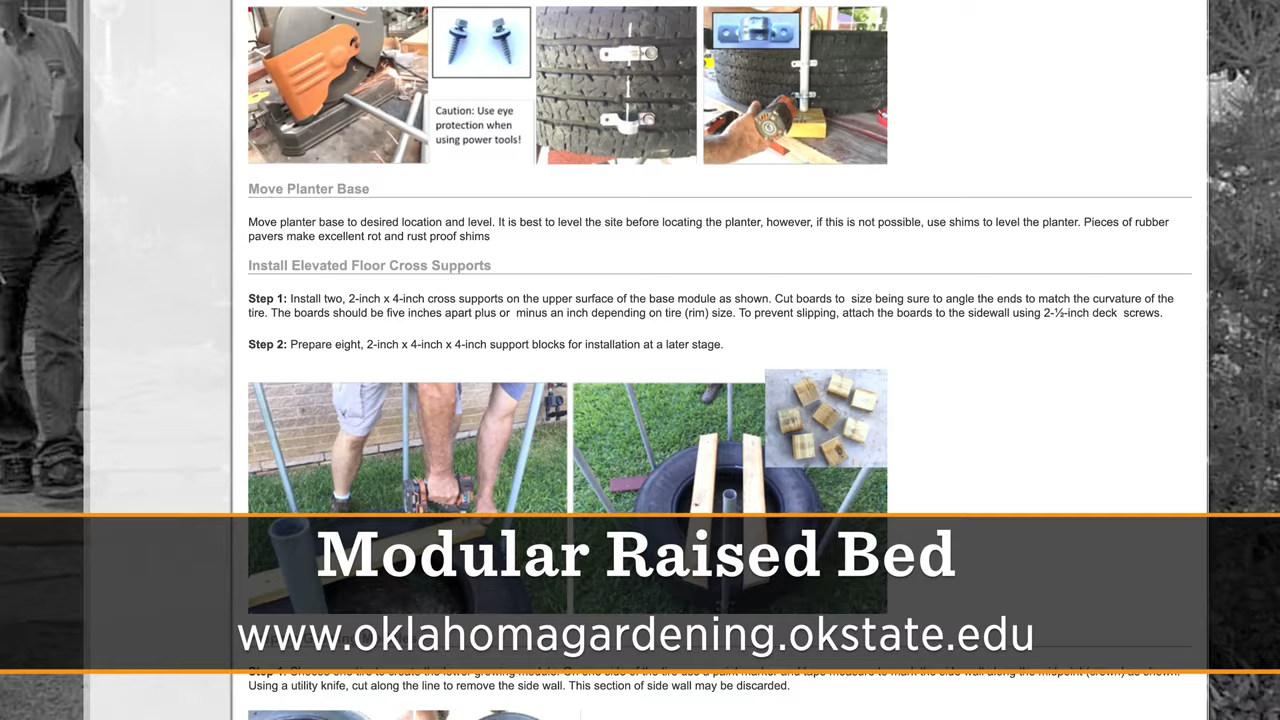 Caution: Use eye
protection when
using power tools!
Move Planter Base
Move planter base to desired location and level. It is best to level the site before locating the planter, however, if this is not possible, use shims to level the planter. Pieces of rubber
pavers make excellent rot and rust proof shims
Install Elevated Floor Cross Supports
Step 1: Install two, 2-inch x 4-inch cross supports on the upper surface of the base module as shown. Cut boards to size being sure to angle the ends to match the curvature of the
tire. The boards should be five inches apart plus or minus an inch depending on tire (rim) size. To prevent slipping, attach the boards to the sidewall using 2-½-inch deck screws.
Step 2: Prepare eight, 2-inch x 4-inch x 4-inch support blocks for installation at a later stage.
Modular Raised Bed
www.oklahomagardening.okstate.edu
Using a utility knife, cut along the line to remove the side wall. This section of side wall may be discarded.